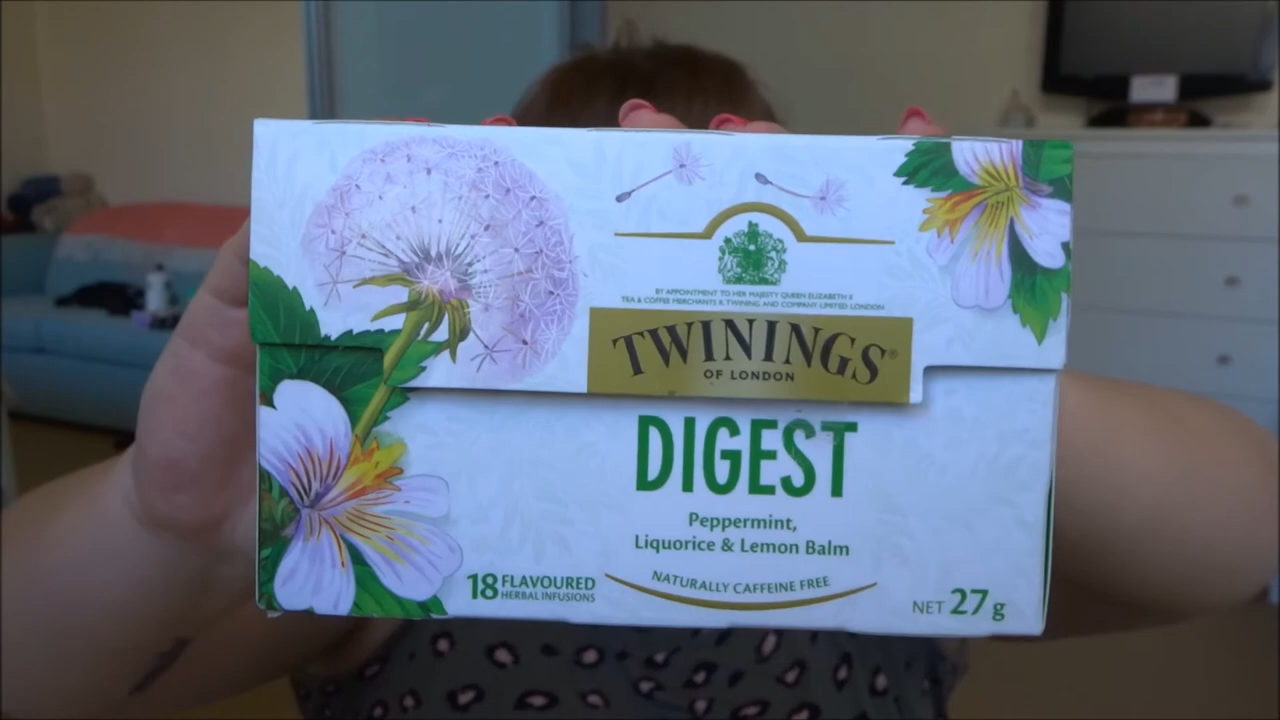 BY APPOINTMENT TO HER MAJESTY QUEEN ELIZABETH II
TEA & COFFEE MERCHANTS R. TWINING AND COMPANY LIMITED LONDON
TWININGS®
OF LONDON
DIGEST
Peppermint,
Liquorice & Lemon Balm
NATURALLY CAFFEINE FREE
18 FLAVOURED
HERBAL INFUSIONS
NET 27g